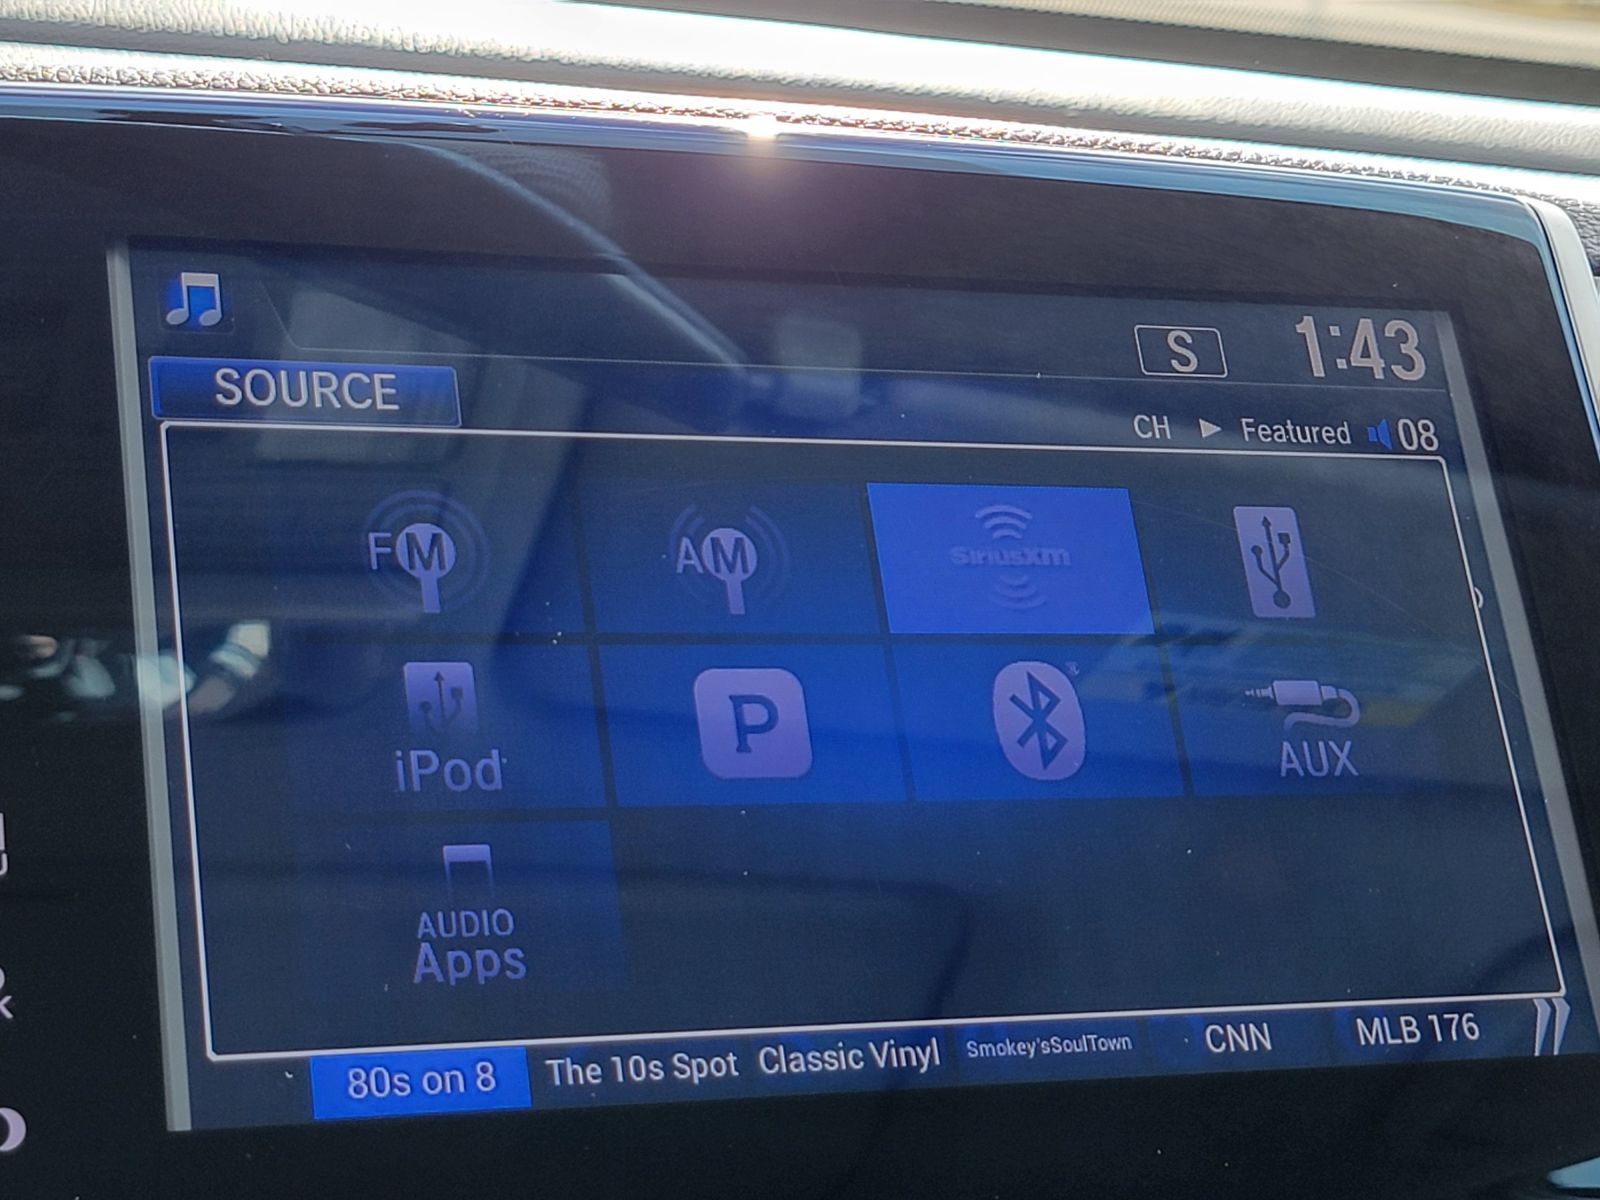 S 1:43
SOURCE
CH ▶ Featured 08
FM AM SiriusXM
iPod P AUX
AUDIO
Apps
80s on 8 The 10s Spot Classic Vinyl Smokey'sSoulTown CNN MLB 176